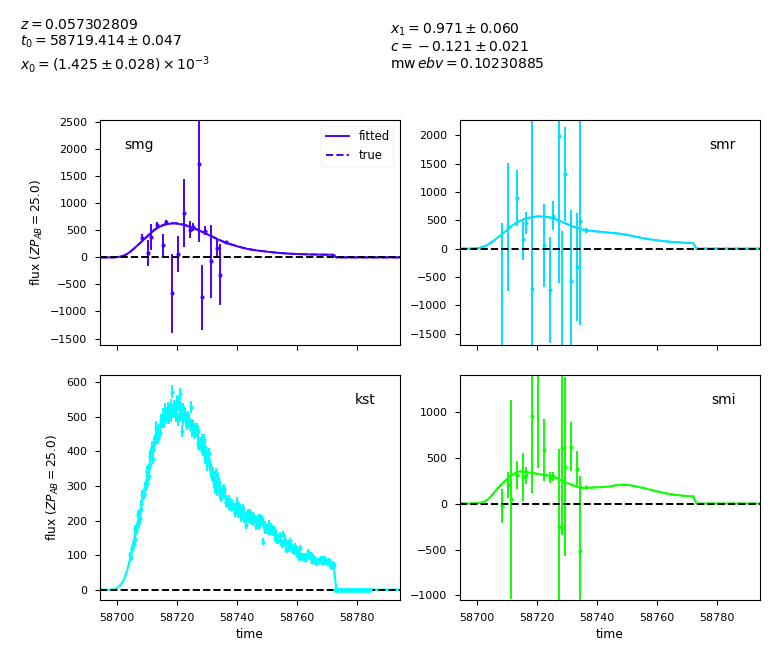 z = 0.057302809
t₀ = 58719.414 ± 0.047
x₀ = (1.425 ± 0.028) × 10⁻³
x₁ = 0.971 ± 0.060
c = −0.121 ± 0.021
mw ebv = 0.10230885
smg
fitted
true
2500
2000
1500
1000
500
0
−500
−1000
−1500
flux (ZP_AB = 25.0)
smr
2000
1500
1000
500
0
−500
−1000
−1500
kst
600
500
400
300
200
100
0
flux (ZP_AB = 25.0)
58700 58720 58740 58760 58780
time
smi
1000
500
0
−500
−1000
58700 58720 58740 58760 58780
time